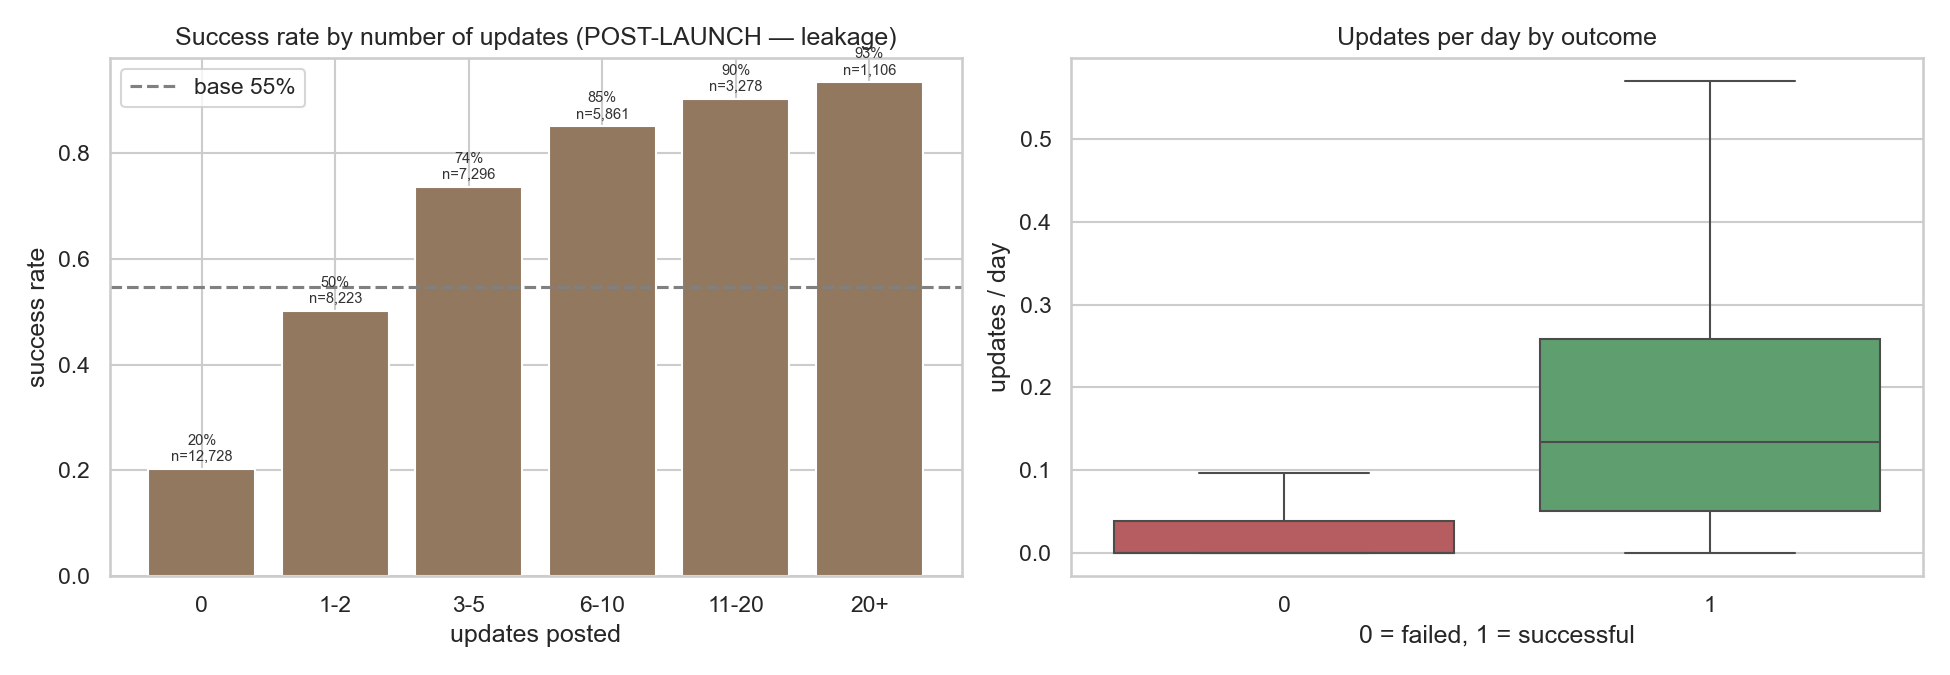 Success rate by number of updates (POST-LAUNCH — leakage)
base 55%
success rate
0.8
0.6
0.4
0.2
0.0
20%
n=12,728
50%
n=8,223
74%
n=7,296
85%
n=5,861
90%
n=3,278
93%
n=1,106
0 1-2 3-5 6-10 11-20 20+
updates posted
Updates per day by outcome
updates / day
0.5
0.4
0.3
0.2
0.1
0.0
0 1
0 = failed, 1 = successful